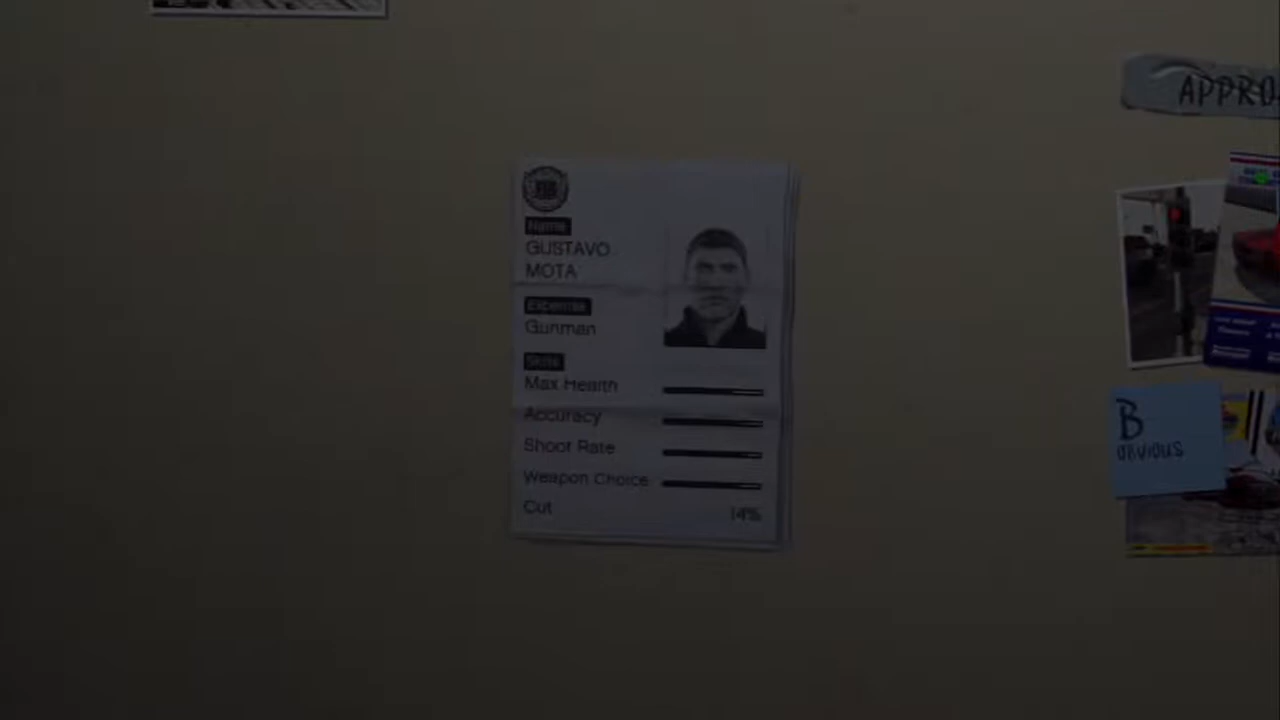 APPRO
Name
GUSTAVO
MOTA
Expertise
Gunman
Skills
Max Health
Accuracy
Shoot Rate
Weapon Choice
Cut 14%
B
OBVIOUS